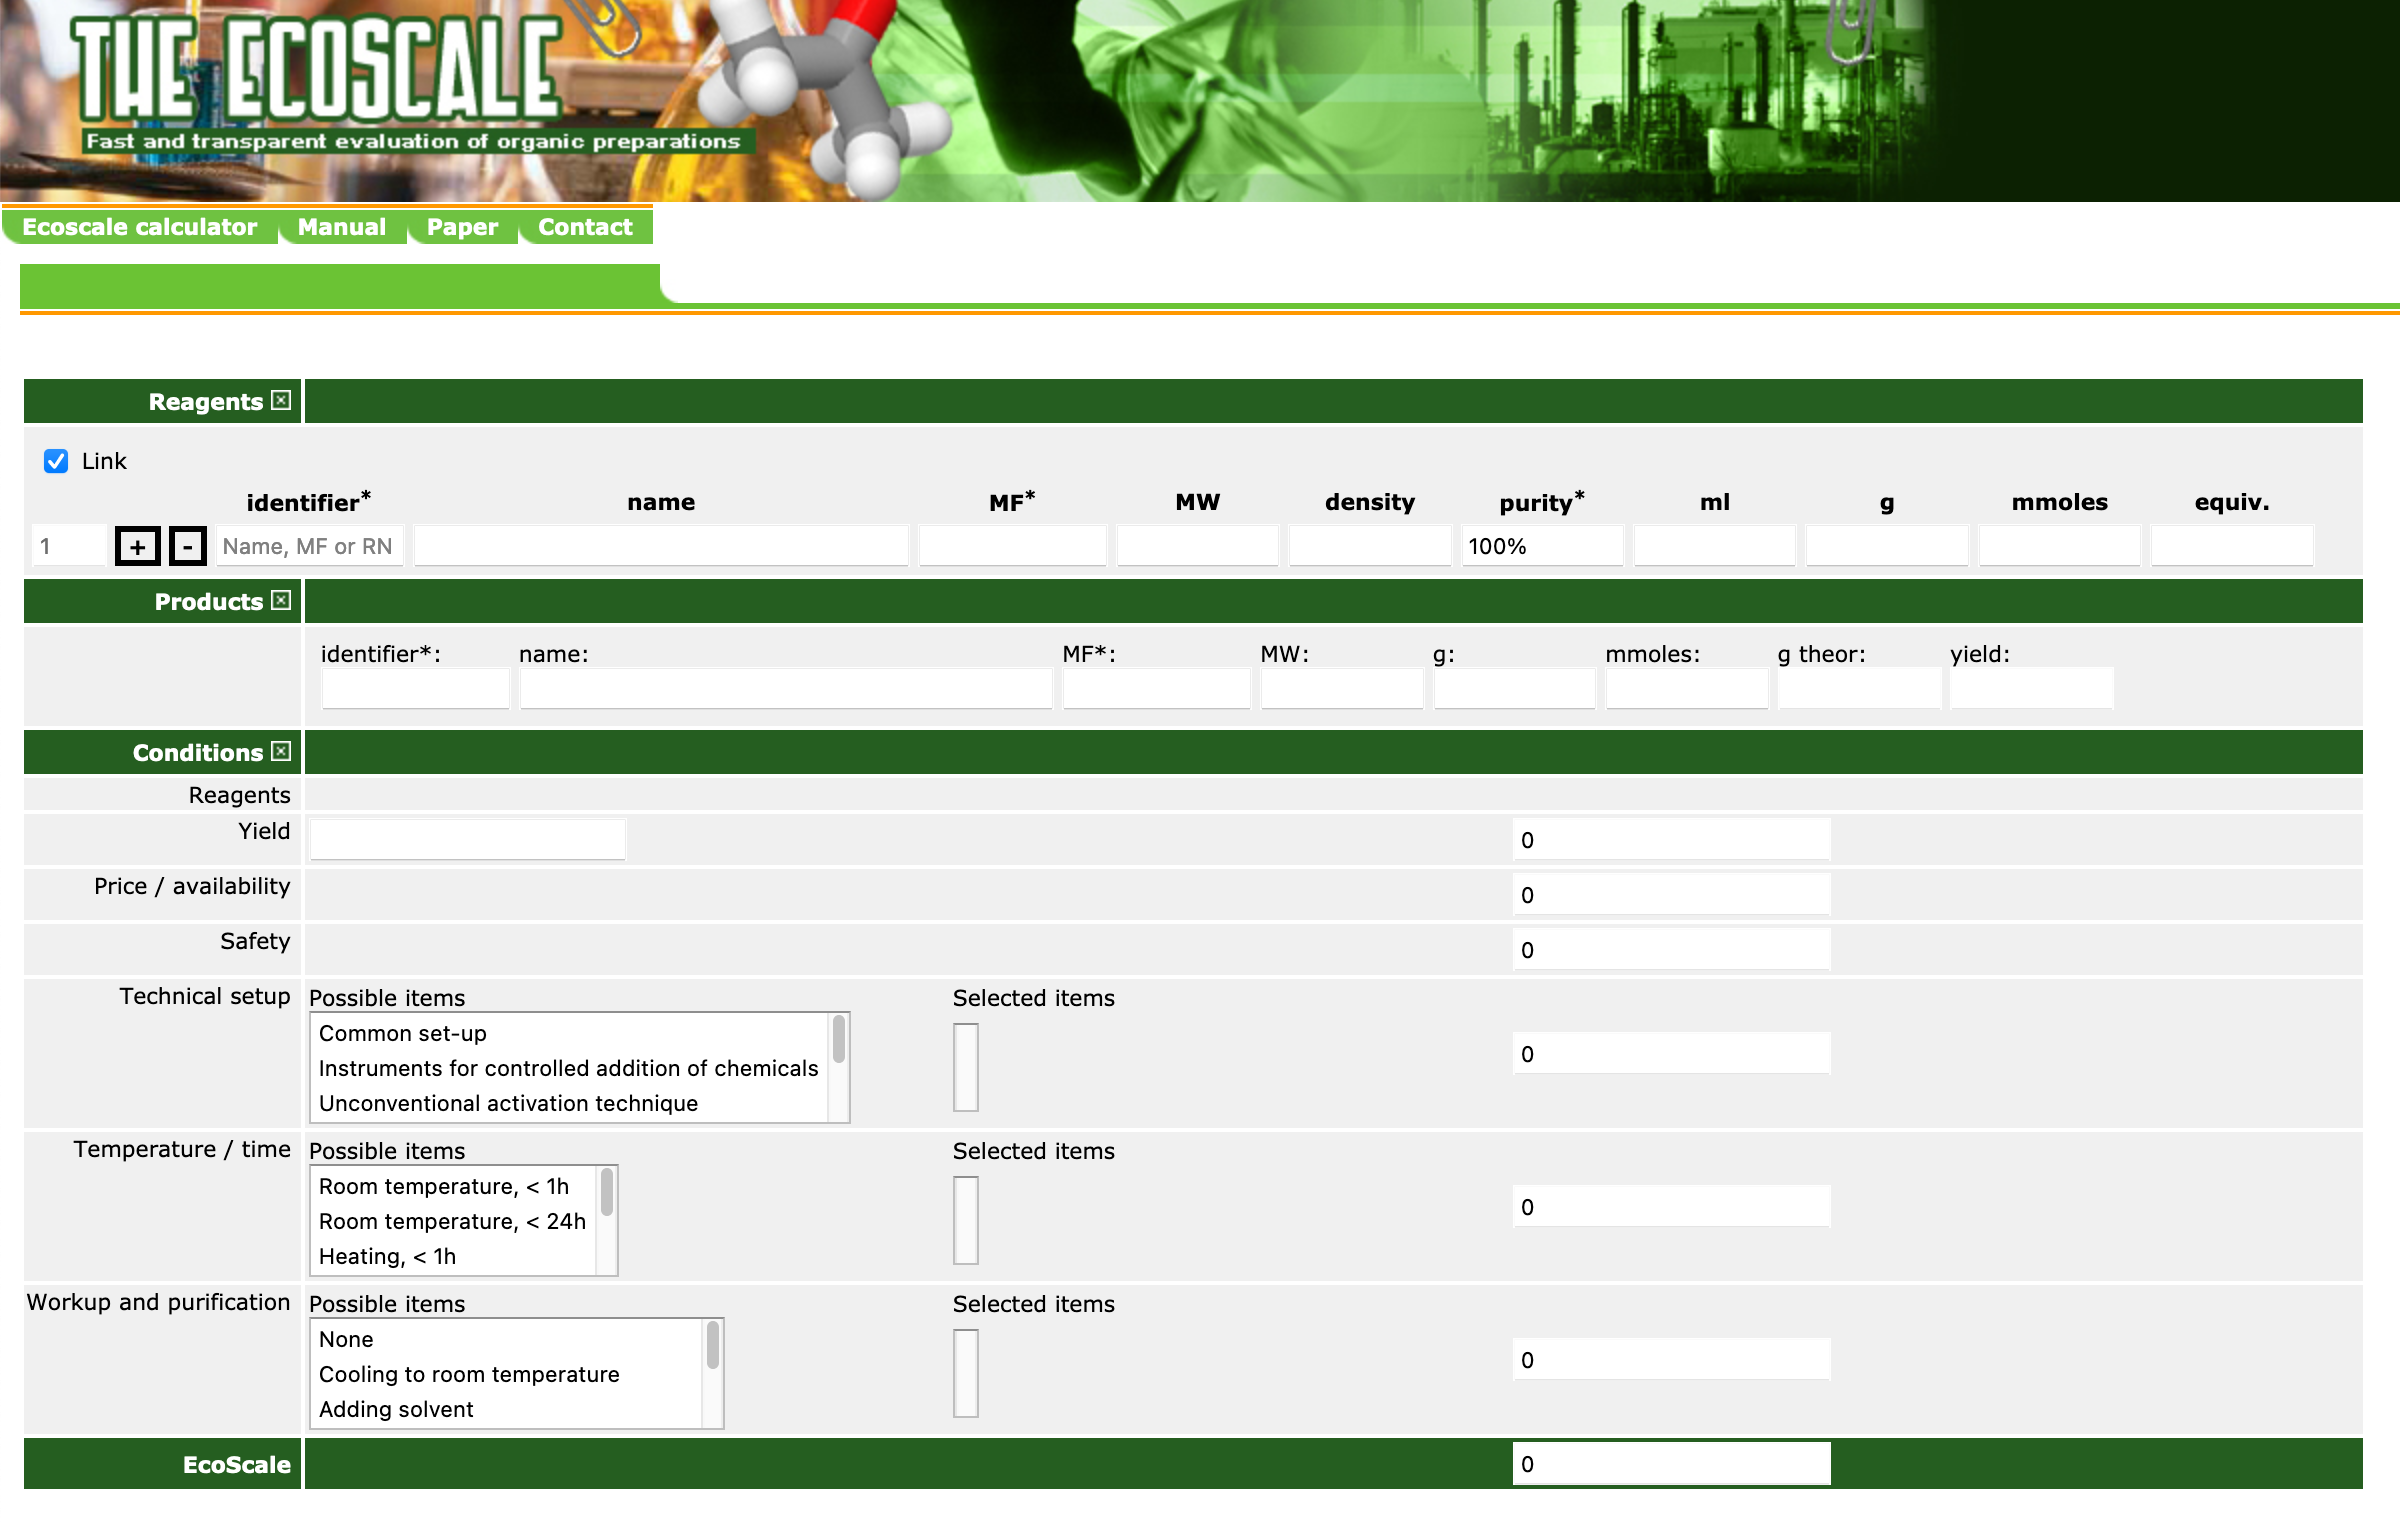 THE ECOSCALE
Fast and transparent evaluation of organic preparations
Ecoscale calculator Manual Paper Contact
Reagents
Link
identifier* name MF* MW density purity* ml g mmoles equiv.
1 + - Name, MF or RN 100%
Products
identifier*: name: MF*: MW: g: mmoles: g theor: yield:
Conditions
Reagents
Yield 0
Price / availability 0
Safety 0
Technical setup Possible items Selected items
Common set-up
Instruments for controlled addition of chemicals 0
Unconventional activation technique
Temperature / time Possible items Selected items
Room temperature, < 1h
Room temperature, < 24h 0
Heating, < 1h
Workup and purification Possible items Selected items
None
Cooling to room temperature 0
Adding solvent
EcoScale 0